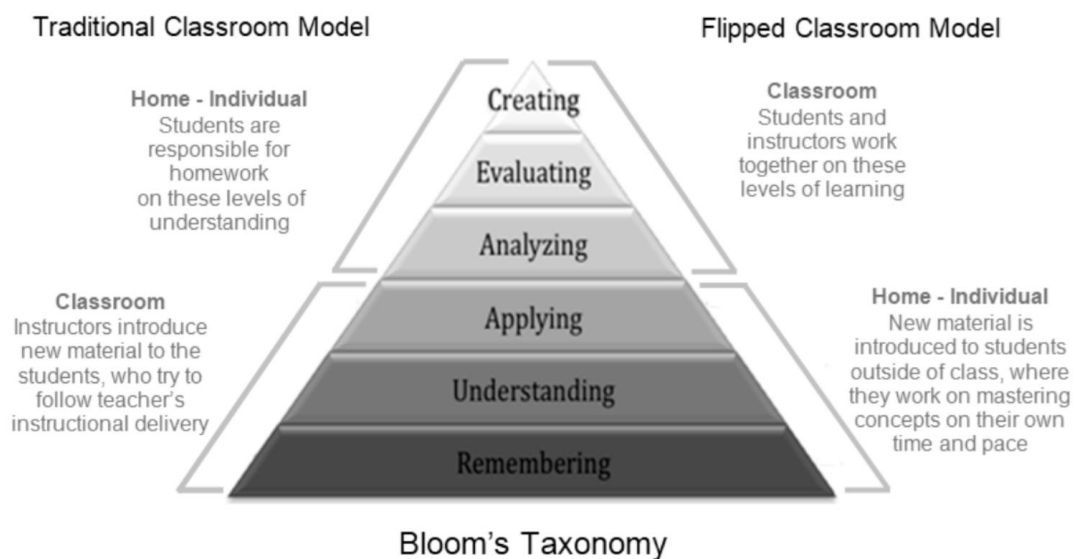 Traditional Classroom Model
Flipped Classroom Model
Home - Individual
Students are
responsible for
homework
on these levels of
understanding
Classroom
Instructors introduce
new material to the
students, who try to
follow teacher's
instructional delivery
Creating
Evaluating
Analyzing
Applying
Understanding
Remembering
Classroom
Students and
instructors work
together on these
levels of learning
Home - Individual
New material is
introduced to students
outside of class, where
they work on mastering
concepts on their own
time and pace
Bloom's Taxonomy